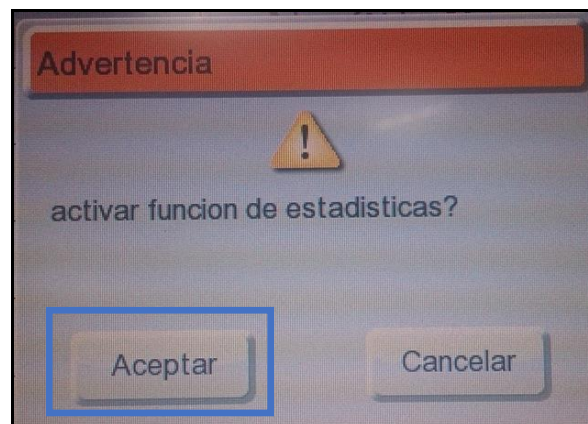 Advertencia
!
activar funcion de estadisticas?
Aceptar
Cancelar